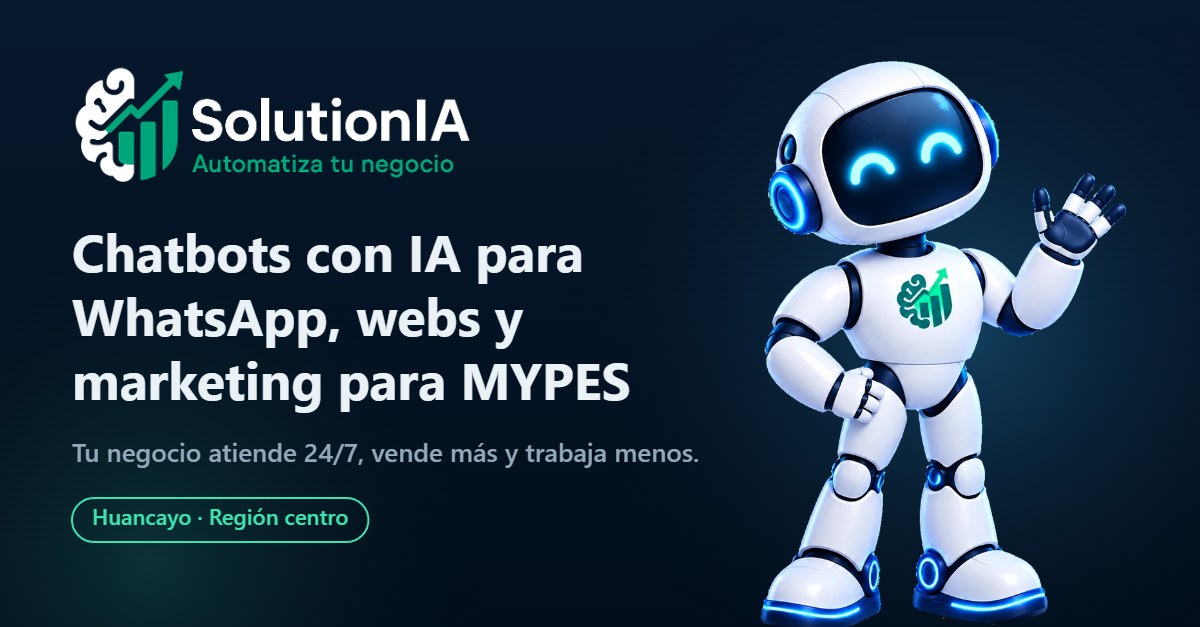 SolutionIA
Automatiza tu negocio
Chatbots con IA para
WhatsApp, webs y
marketing para MYPES
Tu negocio atiende 24/7, vende más y trabaja menos.
Huancayo · Región centro